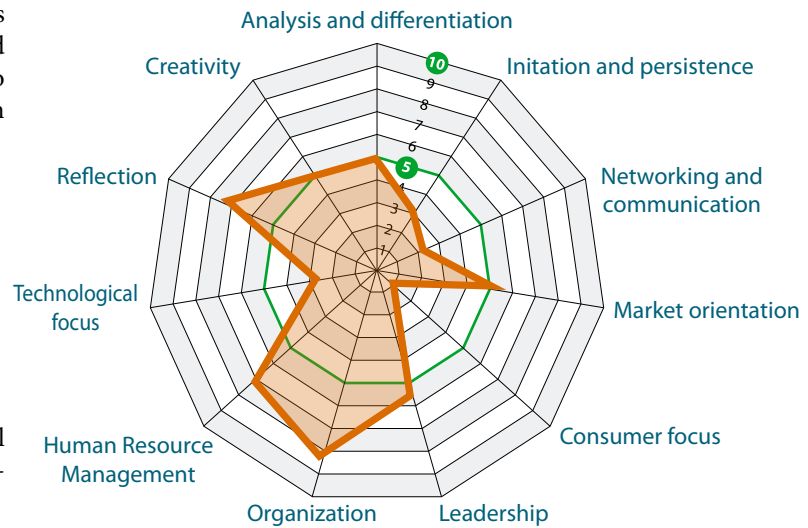 s
d
o
n
l
-
Analysis and differentiation
Creativity
Initation and persistence
Reflection
Networking and
communication
Technological
focus
Market orientation
Human Resource
Management
Consumer focus
Organization
Leadership
10
9
8
7
6
5
4
3
2
1